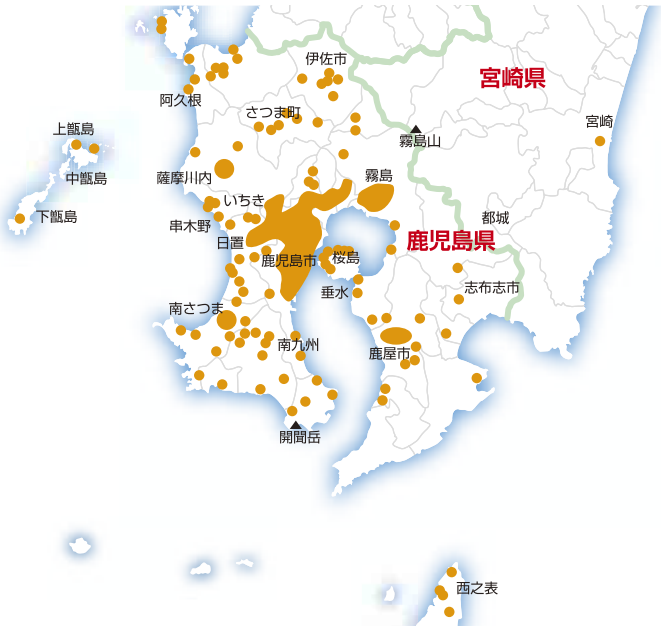 伊佐市
宮崎県
阿久根
さつま町
宮崎
上甑島
霧島山
中甑島
薩摩川内
霧島
いちき
下甑島
串木野
都城
日置
鹿児島県
鹿児島市
桜島
垂水
志布志市
南さつま
南九州
鹿屋市
開聞岳
西之表